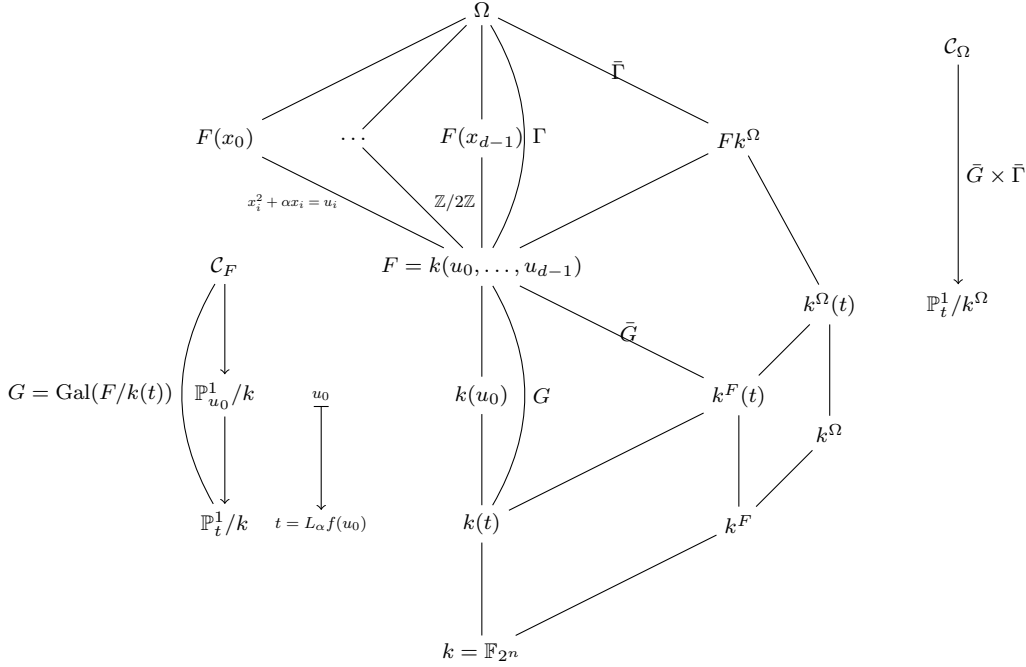 Ω
𝒞_Ω
Γ̄
F(x_0)
⋯
F(x_{d−1})
Γ
Fk^Ω
Ḡ × Γ̄
x_i^2 + αx_i = u_i
ℤ/2ℤ
𝒞_F
F = k(u_0, …, u_{d−1})
k^Ω(t)
ℙ^1_t/k^Ω
Ḡ
G = Gal(F/k(t))
ℙ^1_{u_0}/k
u_0
k(u_0)
G
k^F(t)
k^Ω
ℙ^1_t/k
t = L_α f(u_0)
k(t)
k^F
k = 𝔽_{2^n}